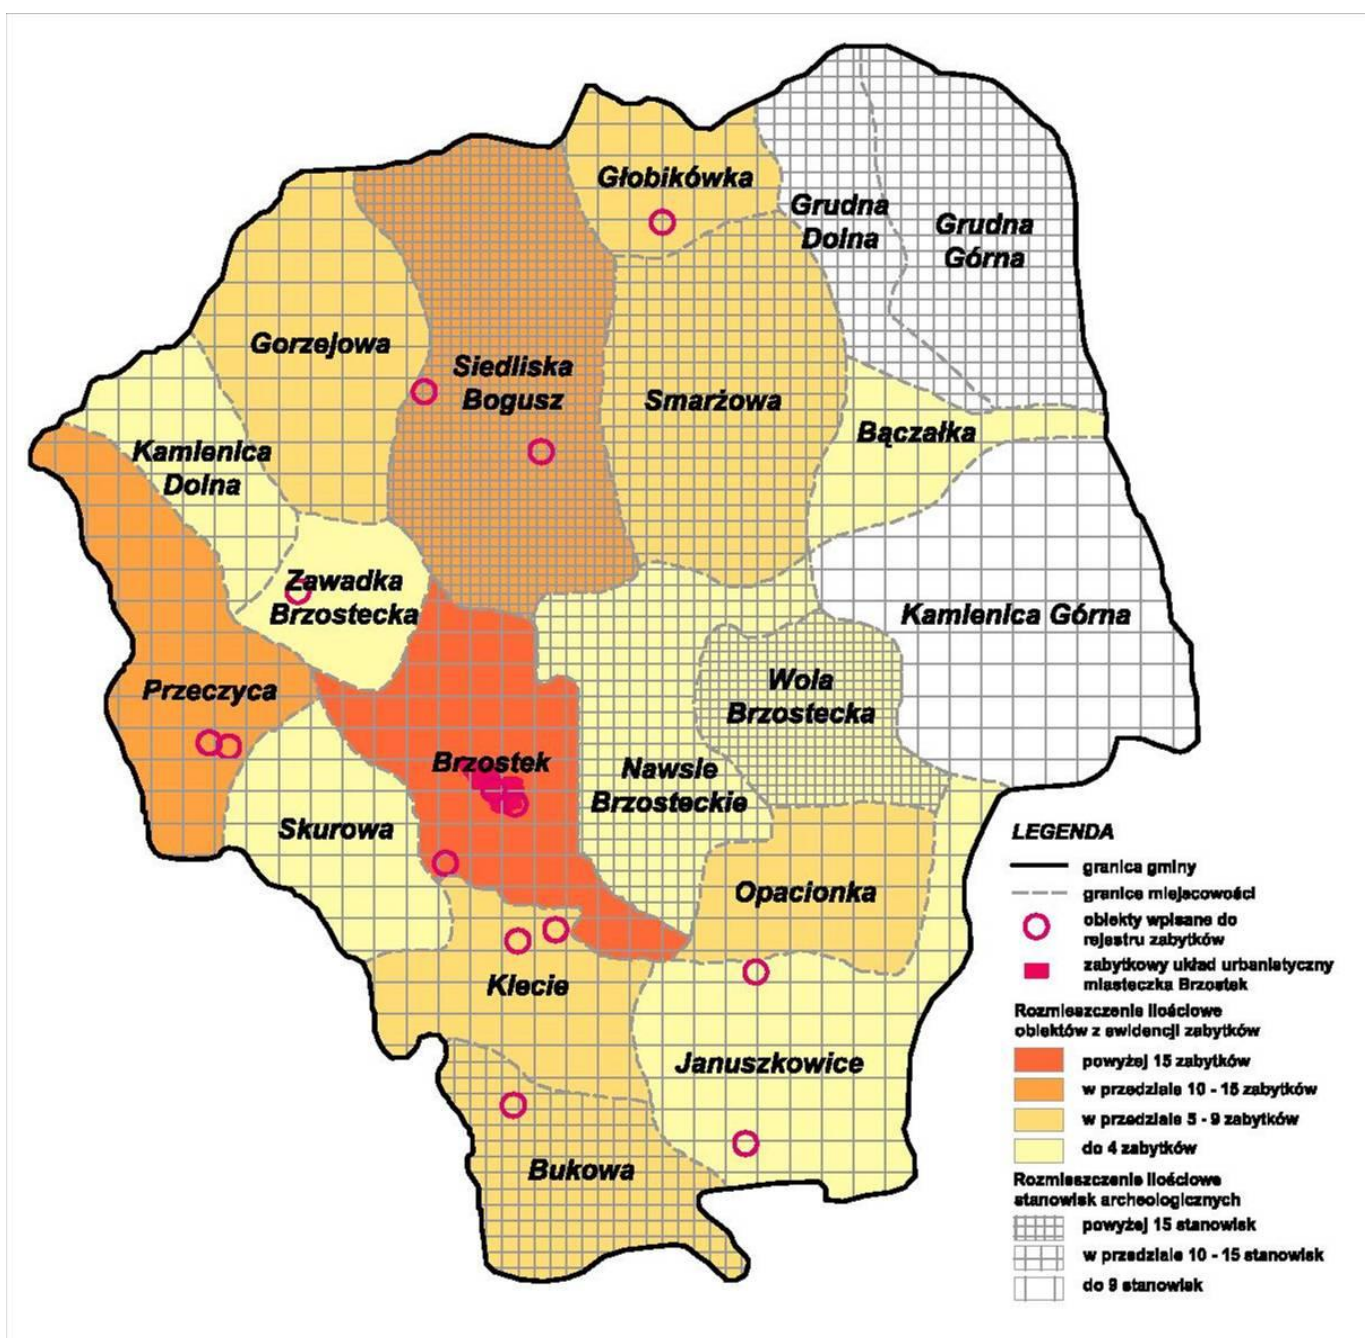 Głobikówka
Grudna
Dolna
Grudna
Górna
Gorzejowa
Siedliska
Bogusz
Smarżowa
Bączałka
Kamienica
Dolna
Zawadka
Brzostecka
Kamienica Górna
Przeczyca
Wola
Brzostecka
Brzostek
Nawsie
Brzosteckie
Skurowa
Opacionka
Klecie
Januszkowice
Bukowa
LEGENDA
granica gminy
granice miejscowości
obiekty wpisane do
rejestru zabytków
zabytkowy układ urbanistyczny
miasteczka Brzostek
Rozmieszczenie ilościowe
obiektów z ewidencji zabytków
powyżej 15 zabytków
w przedziale 10 - 15 zabytków
w przedziale 5 - 9 zabytków
do 4 zabytków
Rozmieszczenie ilościowe
stanowisk archeologicznych
powyżej 15 stanowisk
w przedziale 10 - 15 stanowisk
do 9 stanowisk